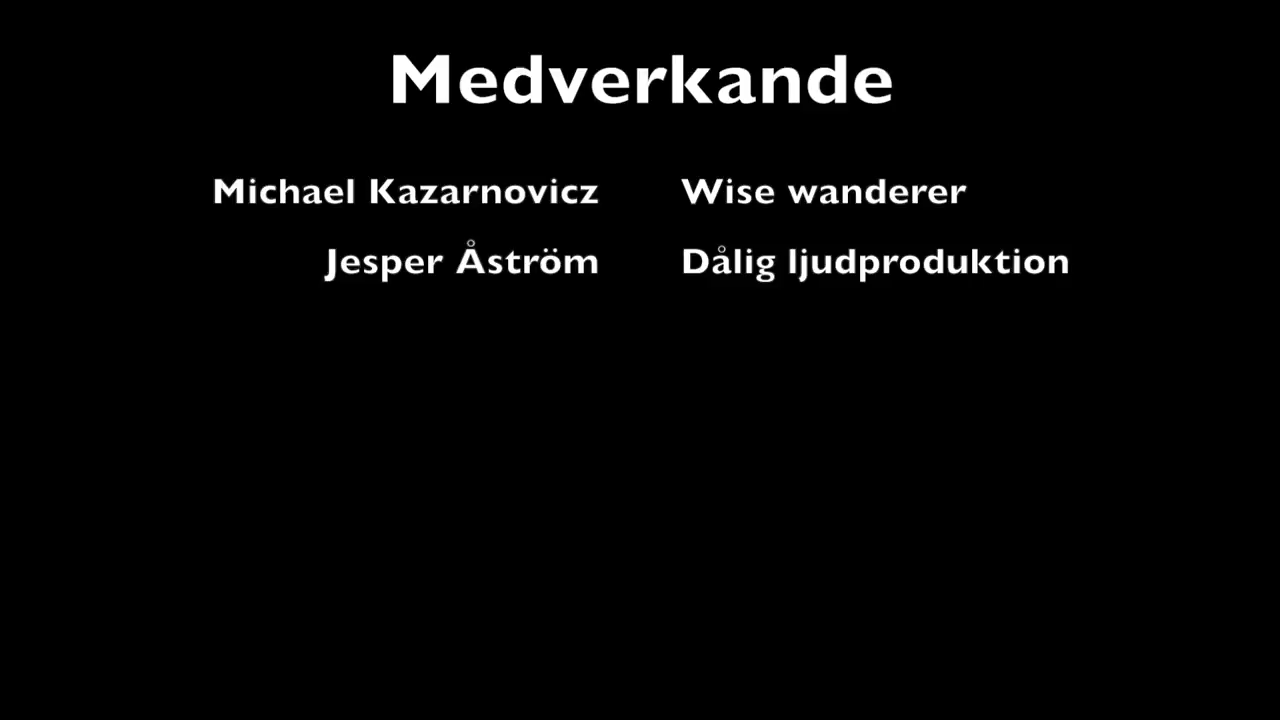 Medverkande
Michael Kazarnovicz Wise wanderer
Jesper Åström Dålig ljudproduktion